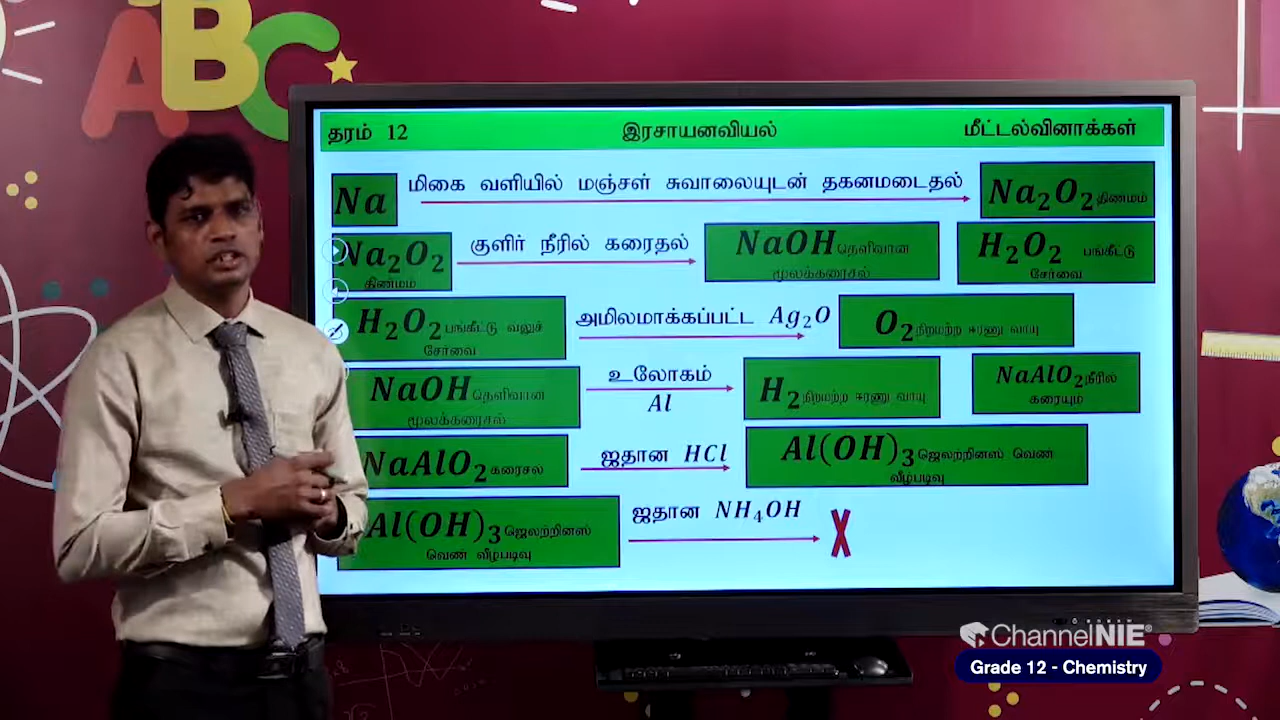 ABC
தரம் 12 இரசாயனவியல் மீட்டல்வினாக்கள்
Na மிகை வளியில் மஞ்சள் சுவாலையுடன் தகனமடைதல் Na₂O₂ திணமம்
Na₂O₂ குளிர் நீரில் கரைதல் NaOH தெளிவான H₂O₂ பங்கீட்டு
திண்மம் மூலக்கரைசல் சேர்வை
H₂O₂ பங்கீட்டு வலுச் அமிலமாக்கப்பட்ட Ag₂O O₂ நிறமற்ற ஈரணு வாயு
சேர்வை
NaOH தெளிவான உலோகம் H₂ நிறமற்ற ஈரணு வாயு NaAlO₂ நீரில்
மூலக்கரைசல் Al கரையும்
NaAlO₂ கரைசல் ஐதான HCl Al(OH)₃ ஜெலற்றினஸ் வெண்
வீழ்படிவு
Al(OH)₃ ஜெலற்றினஸ் ஐதான NH₄OH X
வெண் வீழ்படிவு
ChannelNIE®
Grade 12 - Chemistry